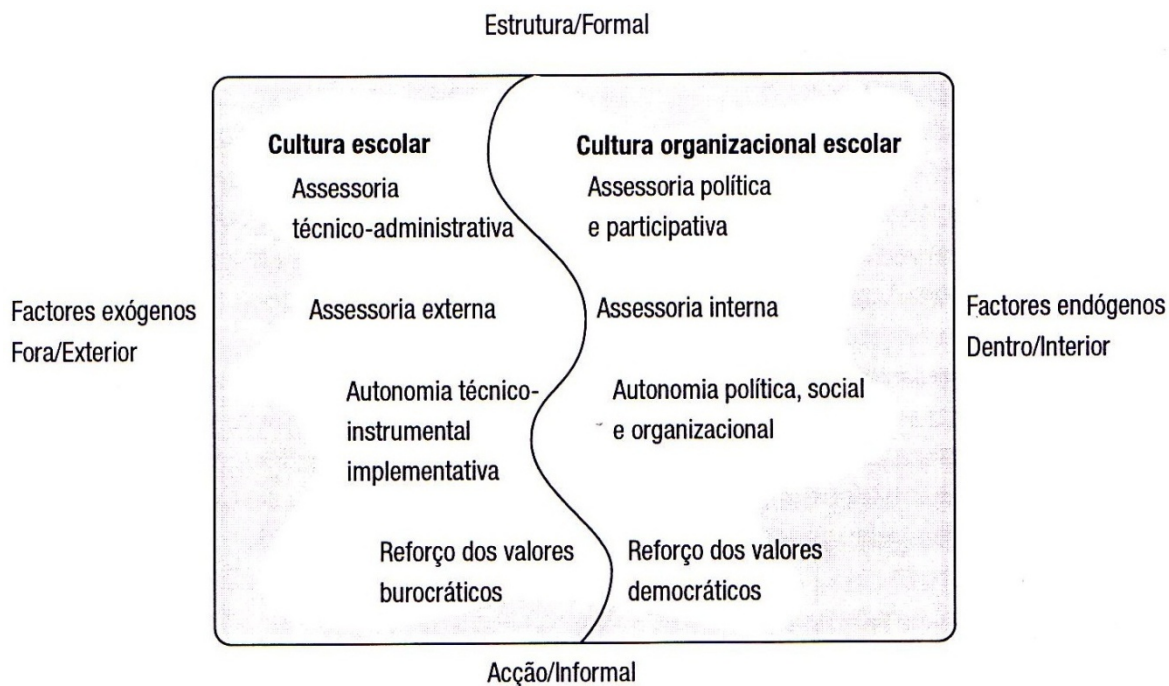 Estrutura/Formal
Cultura escolar
Assessoria
técnico-administrativa
Cultura organizacional escolar
Assessoria política
e participativa
Factores exógenos
Fora/Exterior
Assessoria externa
Assessoria interna
Factores endógenos
Dentro/Interior
Autonomia técnico-
instrumental
implementativa
Autonomia política, social
e organizacional
Reforço dos valores
burocráticos
Reforço dos valores
democráticos
Acção/Informal